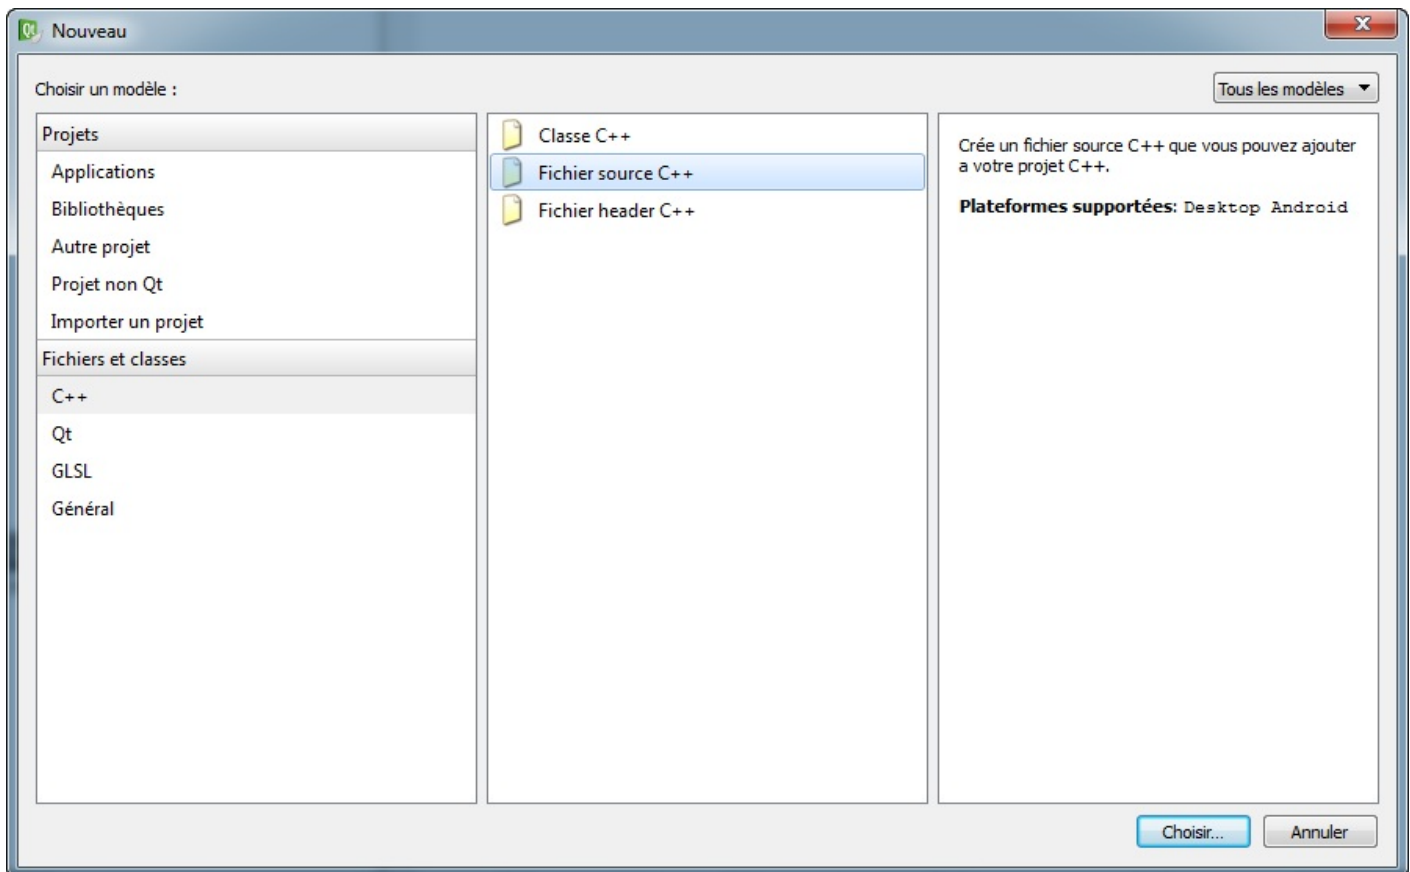 Nouveau
Choisir un modèle :
Tous les modèles
Projets
Applications
Bibliothèques
Autre projet
Projet non Qt
Importer un projet
Fichiers et classes
C++
Qt
GLSL
Général
Classe C++
Fichier source C++
Fichier header C++
Crée un fichier source C++ que vous pouvez ajouter
a votre projet C++.
Plateformes supportées: Desktop Android
Choisir...
Annuler